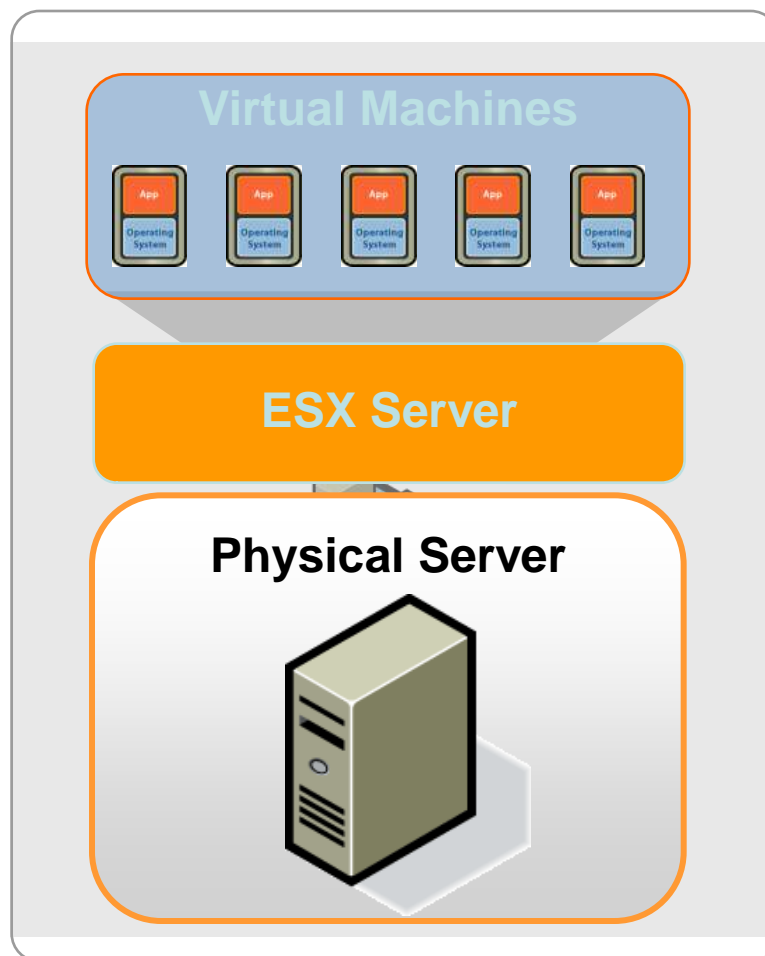 Virtual Machines
App
App
App
App
App
Operating
System
Operating
System
Operating
System
Operating
System
Operating
System
ESX Server
Physical Server